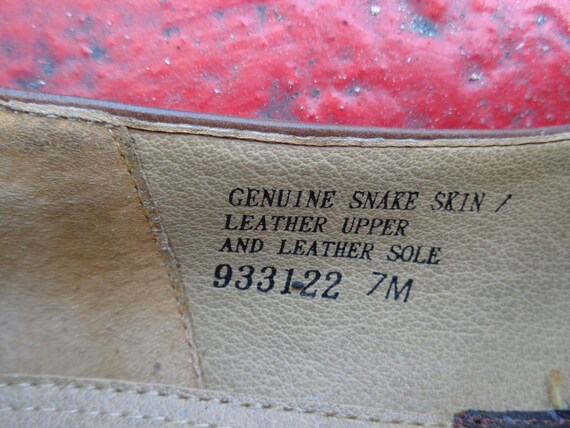 GENUINE SNAKE SKIN /
LEATHER UPPER
AND LEATHER SOLE
9331-22 7M